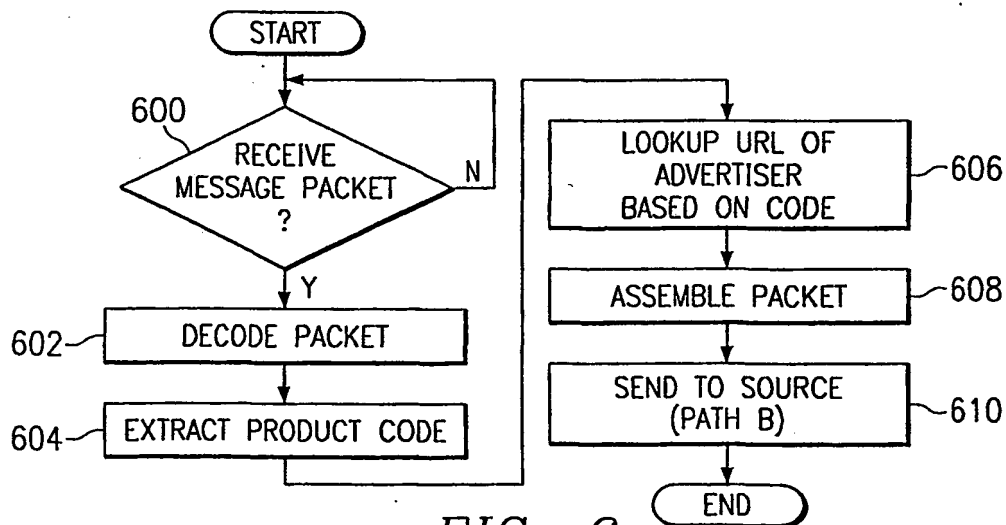 START
600
RECEIVE
MESSAGE PACKET
?
N
Y
602
DECODE PACKET
604
EXTRACT PRODUCT CODE
LOOKUP URL OF
ADVERTISER
BASED ON CODE
606
ASSEMBLE PACKET
608
SEND TO SOURCE
(PATH B)
610
END